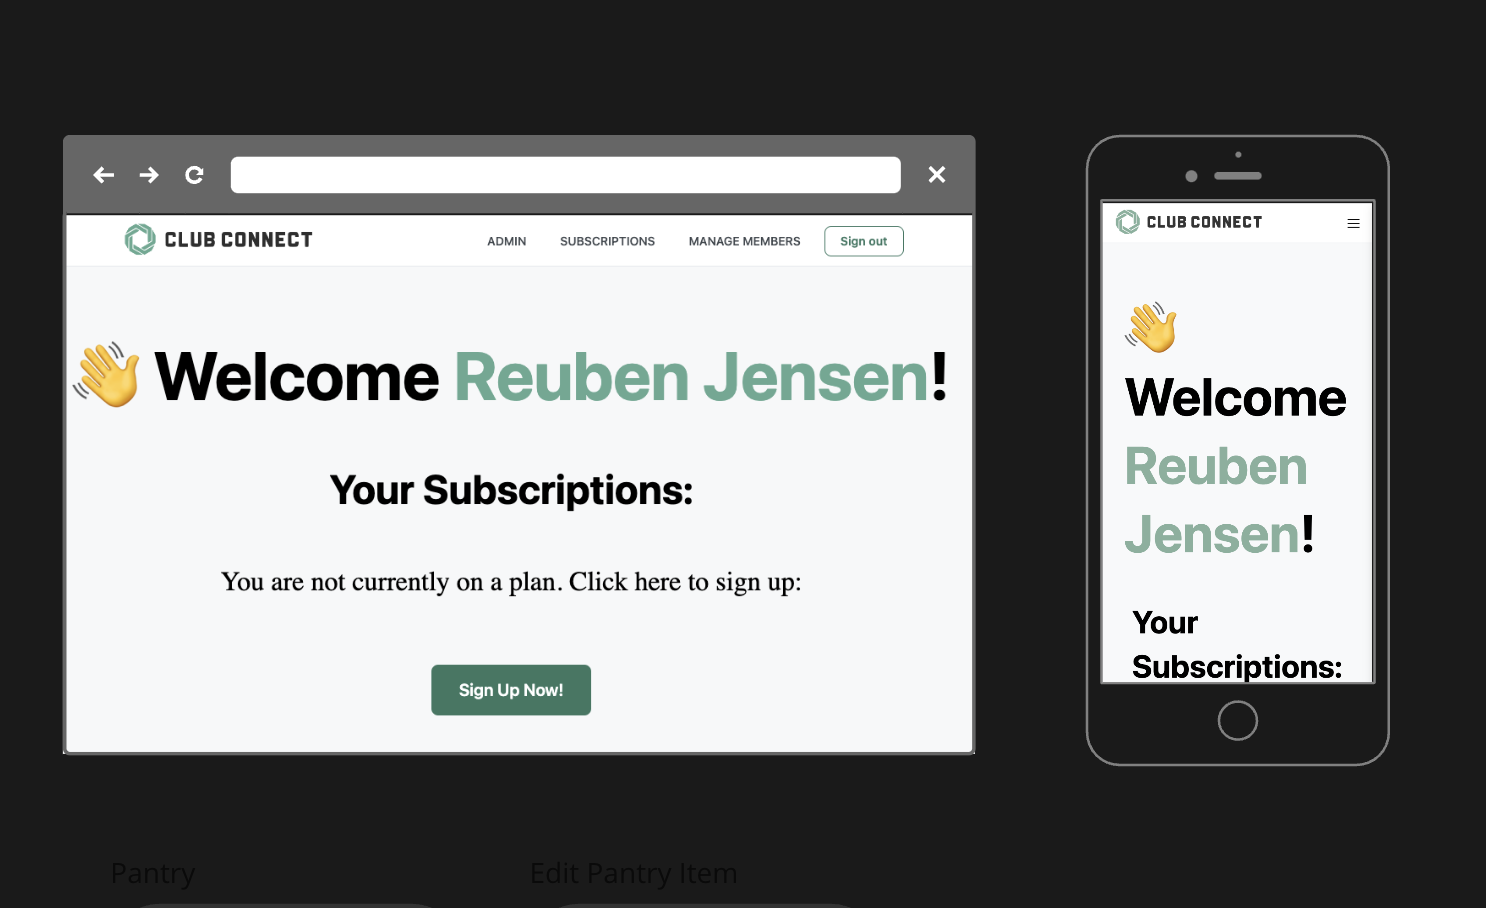 CLUB CONNECT
ADMIN SUBSCRIPTIONS MANAGE MEMBERS Sign out
👋 Welcome Reuben Jensen!
Your Subscriptions:
You are not currently on a plan. Click here to sign up:
Sign Up Now!
CLUB CONNECT
👋
Welcome
Reuben
Jensen!
Your
Subscriptions:
Pantry
Edit Pantry Item